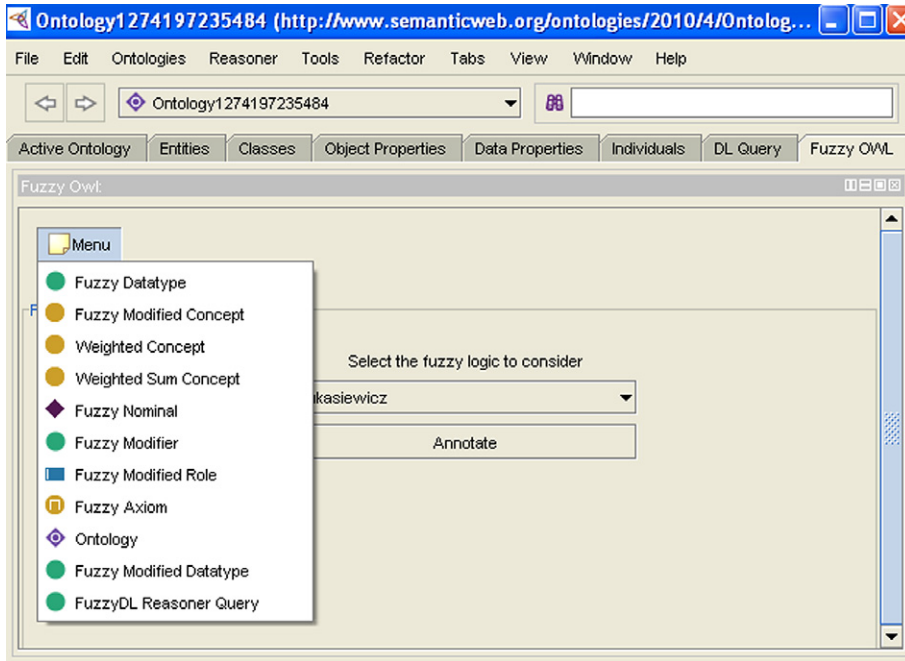 Ontology1274197235484 (http://www.semanticweb.org/ontologies/2010/4/Ontolog...
File Edit Ontologies Reasoner Tools Refactor Tabs View Window Help
Ontology1274197235484
Active Ontology Entities Classes Object Properties Data Properties Individuals DL Query Fuzzy OWL
Fuzzy Owl:
Menu
Fuzzy Datatype
F
Fuzzy Modified Concept
Weighted Concept
Select the fuzzy logic to consider
Weighted Sum Concept
ukasiewicz
Fuzzy Nominal
Fuzzy Modifier
Annotate
Fuzzy Modified Role
Fuzzy Axiom
Ontology
Fuzzy Modified Datatype
FuzzyDL Reasoner Query